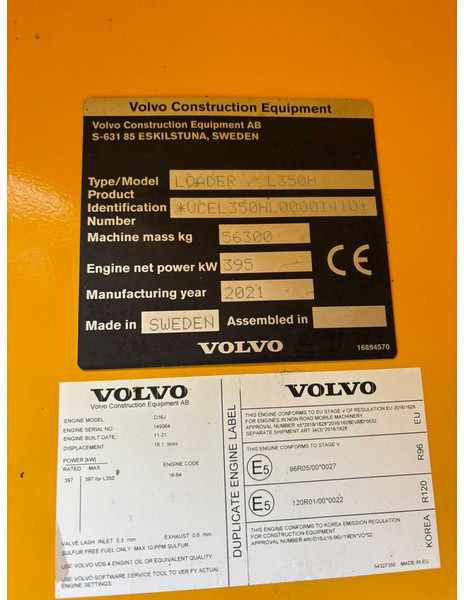 Volvo Construction Equipment
Volvo Construction Equipment AB
S-631 85 ESKILSTUNA, SWEDEN
Type/Model LOADER / L350H
Product
Identification *VCEL350HL00001410*
Number
Machine mass kg 56300
Engine net power kW 395
Manufacturing year 2021
Made in SWEDEN Assembled in
VOLVO
16894570
VOLVO
Volvo Construction Equipment AB
ENGINE MODEL: D16J
ENGINE SERIAL NO: 149364
ENGINE BUILT DATE: 11-21
DISPLACEMENT: 16.1 litres
POWER [kW]
RATED MAX ENGINE CODE
397 397 for L350 16-64
VALVE LASH: INLET 0.3 mm EXHAUST 0.6 mm
SULFUR FREE FUEL ONLY. MAX 10 PPM SULFUR.
USE VOLVO VDS-4 ENGINE OIL OR EQUIVALENT QUALITY.
USE VOLVO SOFTWARE SERVICE TOOL TO VERIFY ACTUAL
ENGINE SETTINGS.
DUPLICATE ENGINE LABEL
THIS ENGINE CONFORMS TO EU STAGE V OF REGULATION EU 2016/1628
FOR ENGINES IN NON ROAD MOBILE MACHINERY
SEPARATE SHIPMENT ART 34(3) 2016/1628
EU
THIS ENGINE CONFORMS TO STAGE V
E5 96R05/00*0027
R96
E5 120R01/00*0022
R120
THIS ENGINE CONFORMS TO KOREA EMISSION REGULATION
FOR CONSTRUCTION EQUIPMENT
KOREA